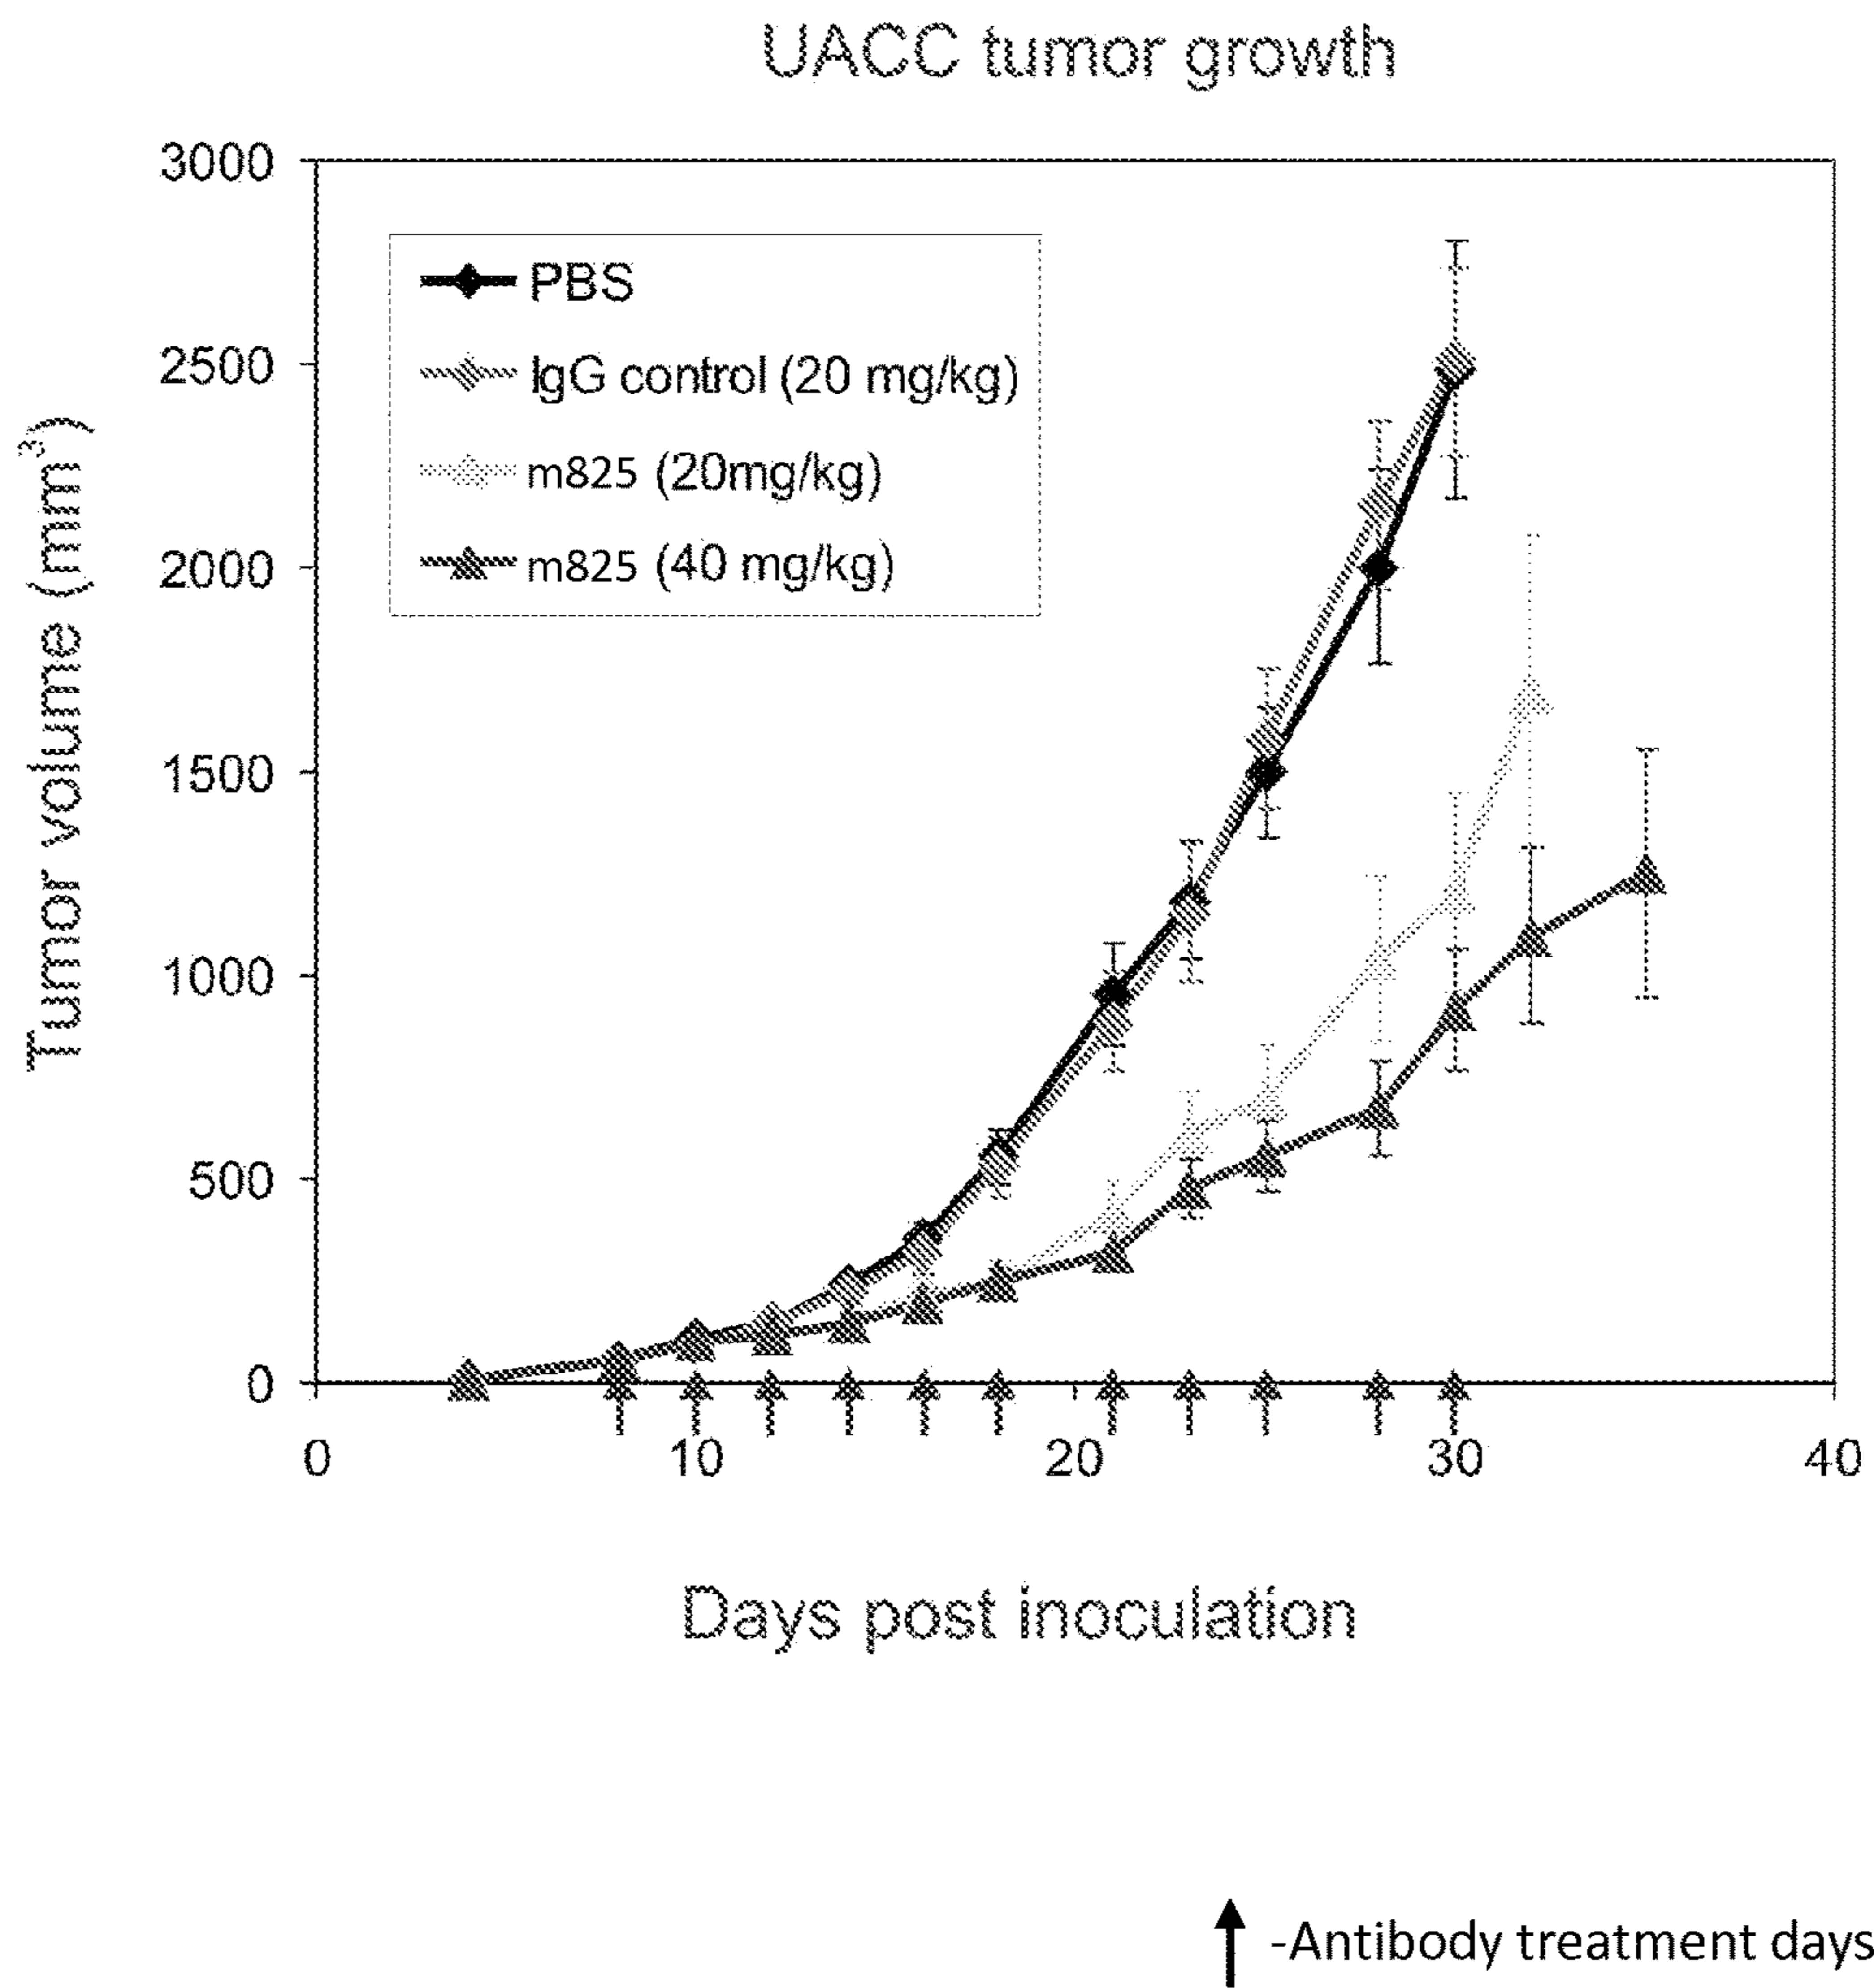 UACC tumor growth
Tumor volume (mm³)
3000
2500
2000
1500
1000
500
0
PBS
IgG control (20 mg/kg)
m825 (20mg/kg)
m825 (40 mg/kg)
0 10 20 30 40
Days post inoculation
-Antibody treatment days